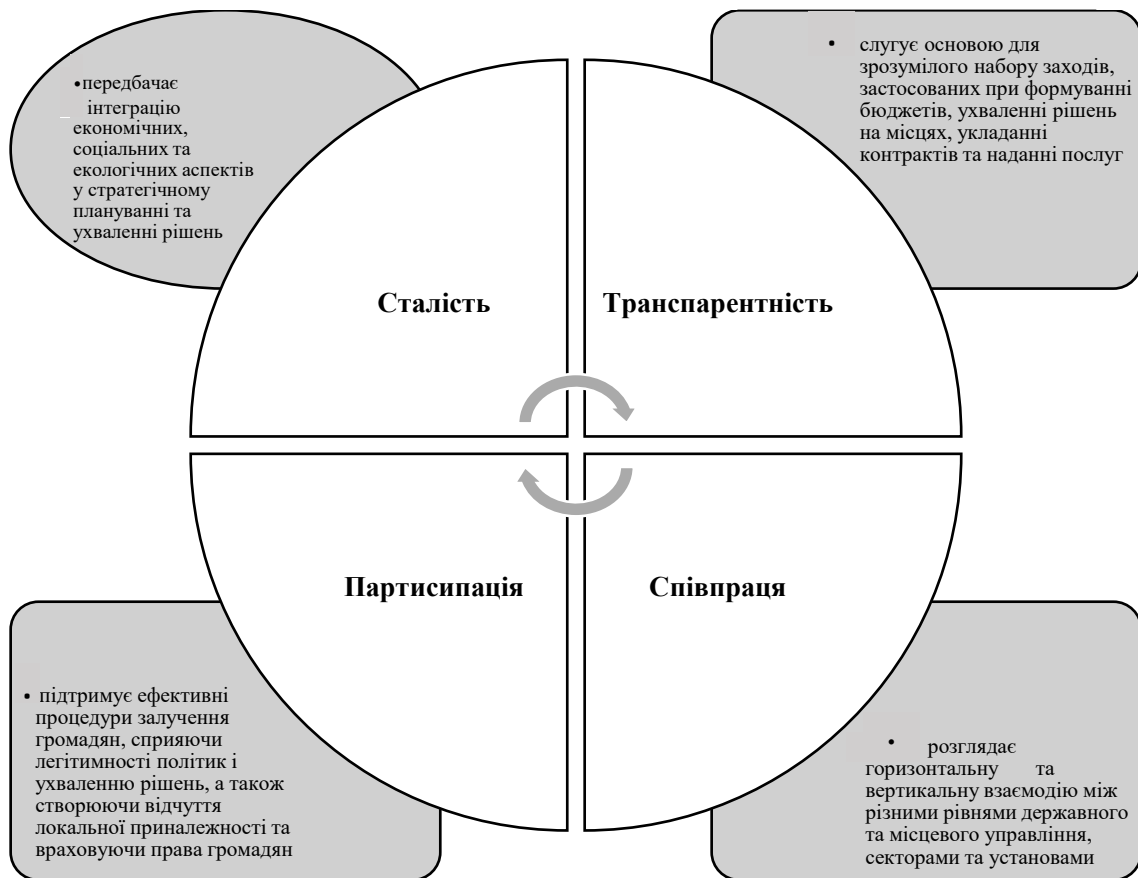 •передбачає
інтеграцію
економічних,
соціальних та
екологічних аспектів
у стратегічному
плануванні та
ухваленні рішень
• слугує основою для
зрозумілого набору заходів,
застосованих при формуванні
бюджетів, ухваленні рішень
на місцях, укладанні
контрактів та наданні послуг
Сталість
Транспарентність
Партисипація
Співпраця
• підтримує ефективні
процедури залучення
громадян, сприяючи
легітимності політик і
ухваленню рішень, а також
створюючи відчуття
локальної приналежності та
враховуючи права громадян
• розглядає
горизонтальну та
вертикальну взаємодію між
різними рівнями державного
та місцевого управління,
секторами та установами